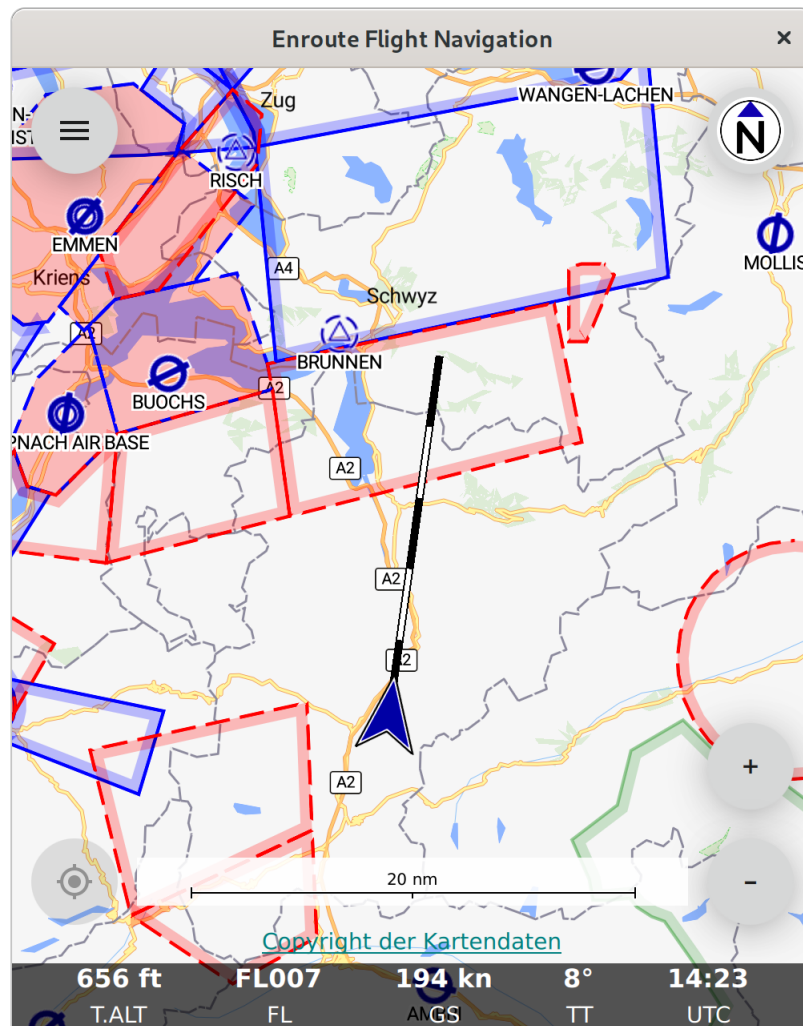 Enroute Flight Navigation
×
WANGEN-LACHEN
Zug
N
RISCH
EMMEN
MOLLIS
Kriens
A4
Schwyz
A2
BRUNNEN
BUOCHS
A2
PNACH AIR BASE
A2
A2
A2
A2
+
-
20 nm
Copyright der Kartendaten
656 ft FL007 194 kn 8° 14:23
T.ALT FL GS TT UTC